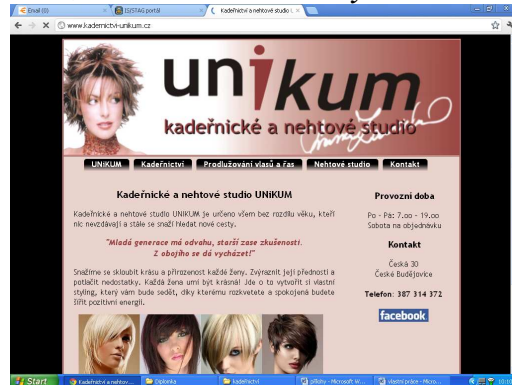 Email (0)
IS/STAG portál
Kadeřnictví a nehtové studio U
www.kadernictvi-unikum.cz
unikum
kadeřnické a nehtové studio
UNiKUM
Kadeřnictví
Prodlužování vlasů a řas
Nehtové studio
Kontakt
Kadeřnické a nehtové studio UNiKUM
Kadeřnické a nehtové studio UNIKUM je určeno všem bez rozdílu věku, kteří
nic nevzdávají a stále se snaží hledat nové cesty.
"Mladá generace má odvahu, starší zase zkušenosti.
Z obojího se dá vycházet!"
Snažíme se skloubit krásu a přirozenost každé ženy. Zvýraznit její přednosti a
potlačit nedostatky. Každá žena umí být krásná! Jde o to vytvořit si vlastní
styling, který vám bude sedět, díky kterému rozkvetete a spokojená budete
šířit pozitivní energii.
Provozní doba
Po - Pá: 7.oo - 19.oo
Sobota na objednávku
Kontakt
Česká 30
České Budějovice
Telefon: 387 314 372
facebook
Start
Kadeřnictví a nehtov...
Diplomka
kadeřnictví
přílohy - Microsoft W...
vlastní práce - Micro...